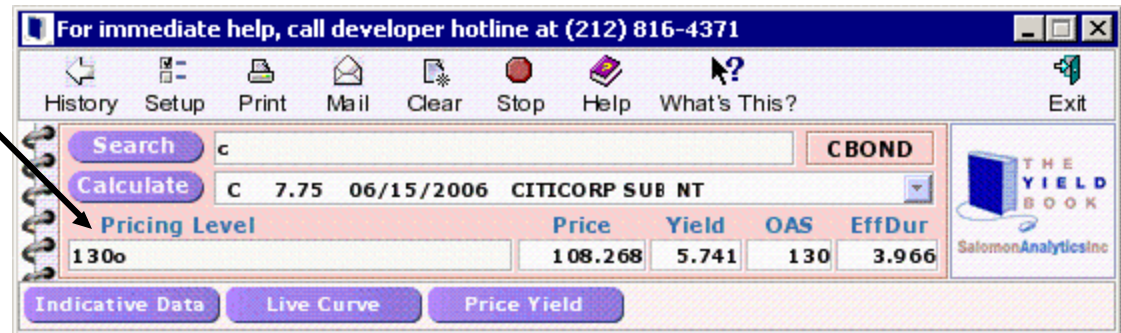 For immediate help, call developer hotline at (212) 816-4371
History Setup Print Mail Clear Stop Help What's This? Exit
Search c CBOND
Calculate C 7.75 06/15/2006 CITICORP SUB NT
Pricing Level Price Yield OAS EffDur
130o 108.268 5.741 130 3.966
THE
YIELD
BOOK
SalomonAnalyticsInc
Indicative Data Live Curve Price Yield